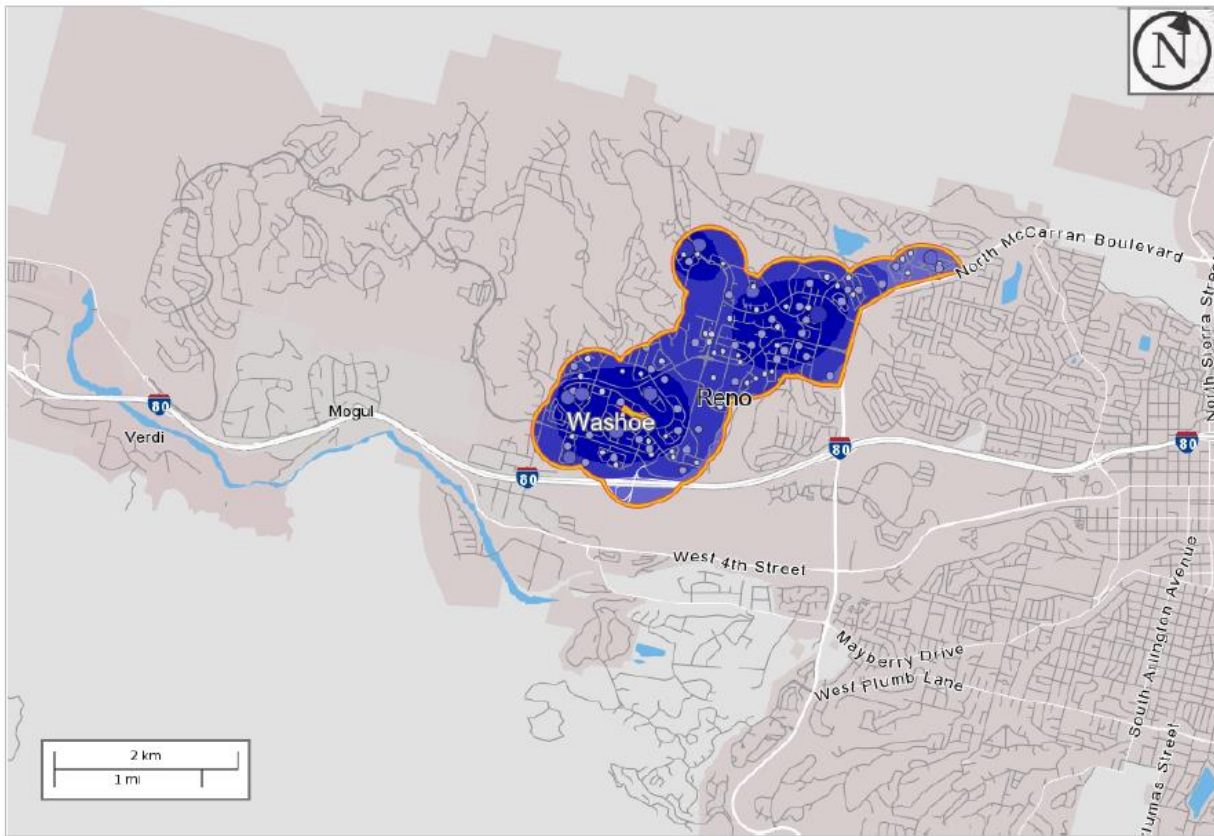 N
North McCarran Boulevard
North Sierra Street
80
Mogul
Verdi
Washoe
Reno
80
80
80
West 4th Street
Mayberry Drive
West Plumb Lane
South Arlington Avenue
Street
2 km
1 mi